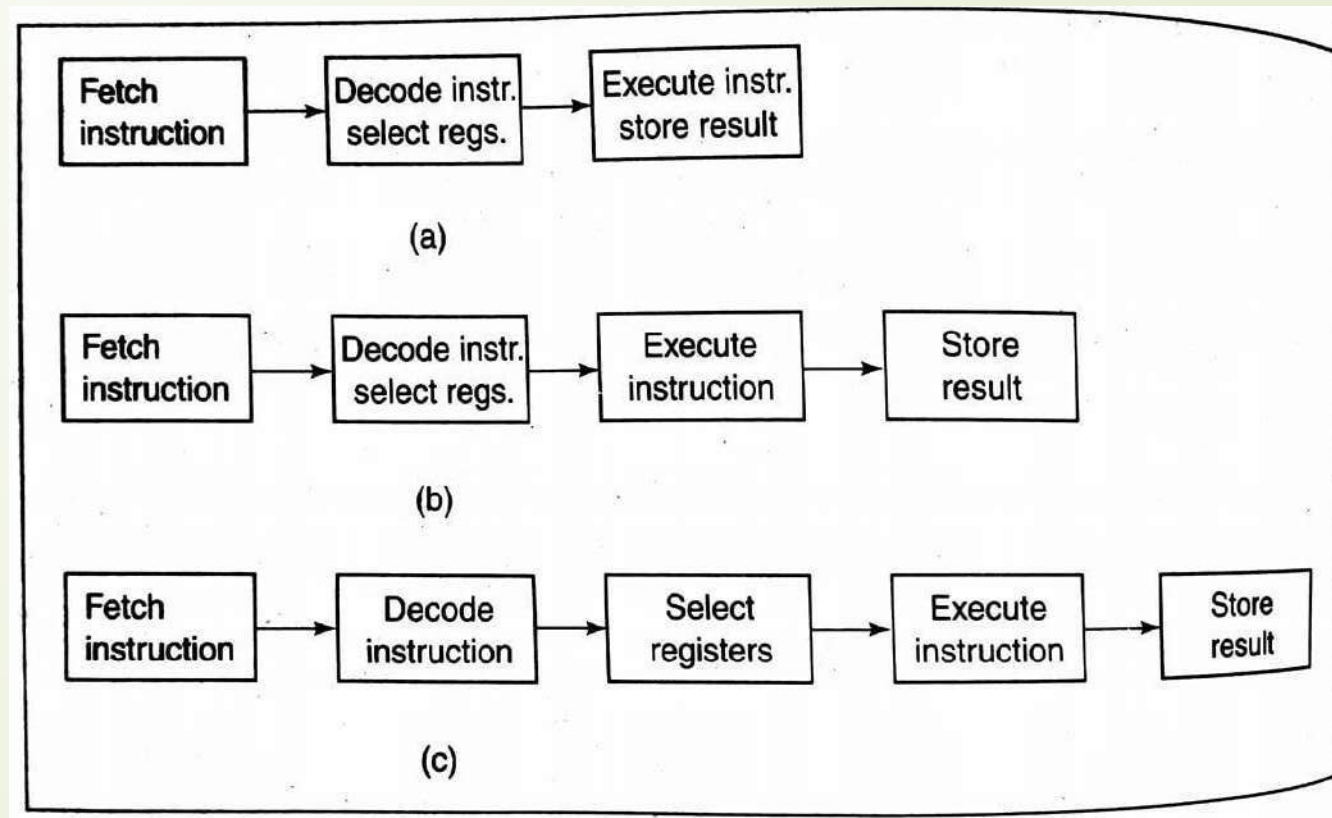 Fetch
instruction
Decode instr.
select regs.
Execute instr.
store result
(a)
Fetch
instruction
Decode instr.
select regs.
Execute
instruction
Store
result
(b)
Fetch
instruction
Decode
instruction
Select
registers
Execute
instruction
Store
result
(c)